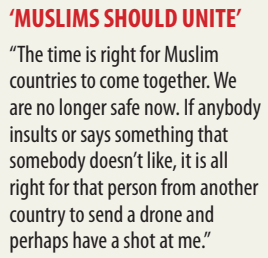 ‘MUSLIMS SHOULD UNITE’
“The time is right for Muslim
countries to come together. We
are no longer safe now. If anybody
insults or says something that
somebody doesn’t like, it is all
right for that person from another
country to send a drone and
perhaps have a shot at me.”